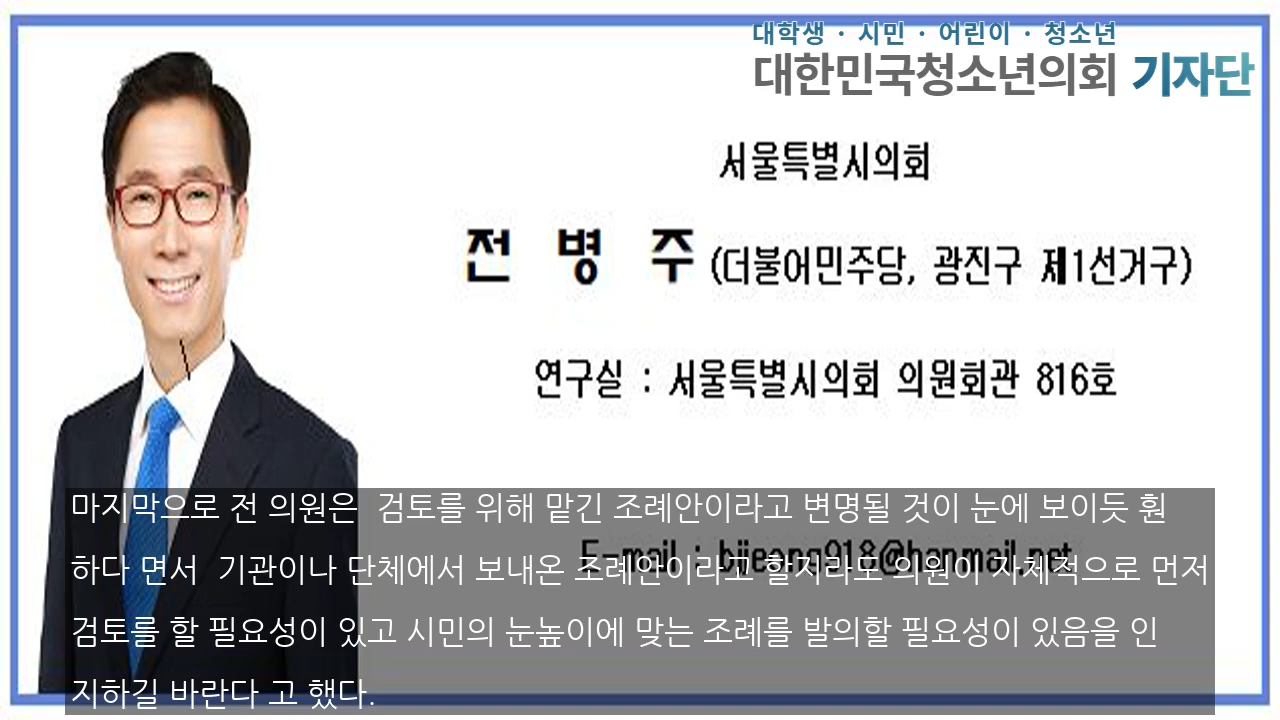 대학생 · 시민 · 어린이 · 청소년
대한민국청소년의회 기자단
서울특별시의회
전 병 주 (더불어민주당, 광진구 제1선거구)
연구실 : 서울특별시의회 의원회관 816호
E-mail : bjjeong918@hanmail.net
마지막으로 전 의원은 검토를 위해 맡긴 조례안이라고 변명될 것이 눈에 보이듯 훤
하다 면서 기관이나 단체에서 보내온 조례안이라고 할지라도 의원이 자체적으로 먼저
검토를 할 필요성이 있고 시민의 눈높이에 맞는 조례를 발의할 필요성이 있음을 인
지하길 바란다 고 했다.